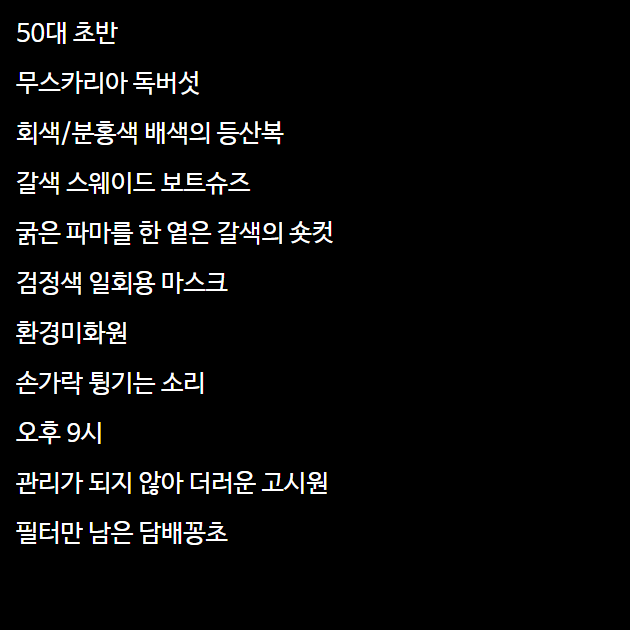 50대 초반
무스카리아 독버섯
회색/분홍색 배색의 등산복
갈색 스웨이드 보트슈즈
굵은 파마를 한 옅은 갈색의 숏컷
검정색 일회용 마스크
환경미화원
손가락 튕기는 소리
오후 9시
관리가 되지 않아 더러운 고시원
필터만 남은 담배꽁초